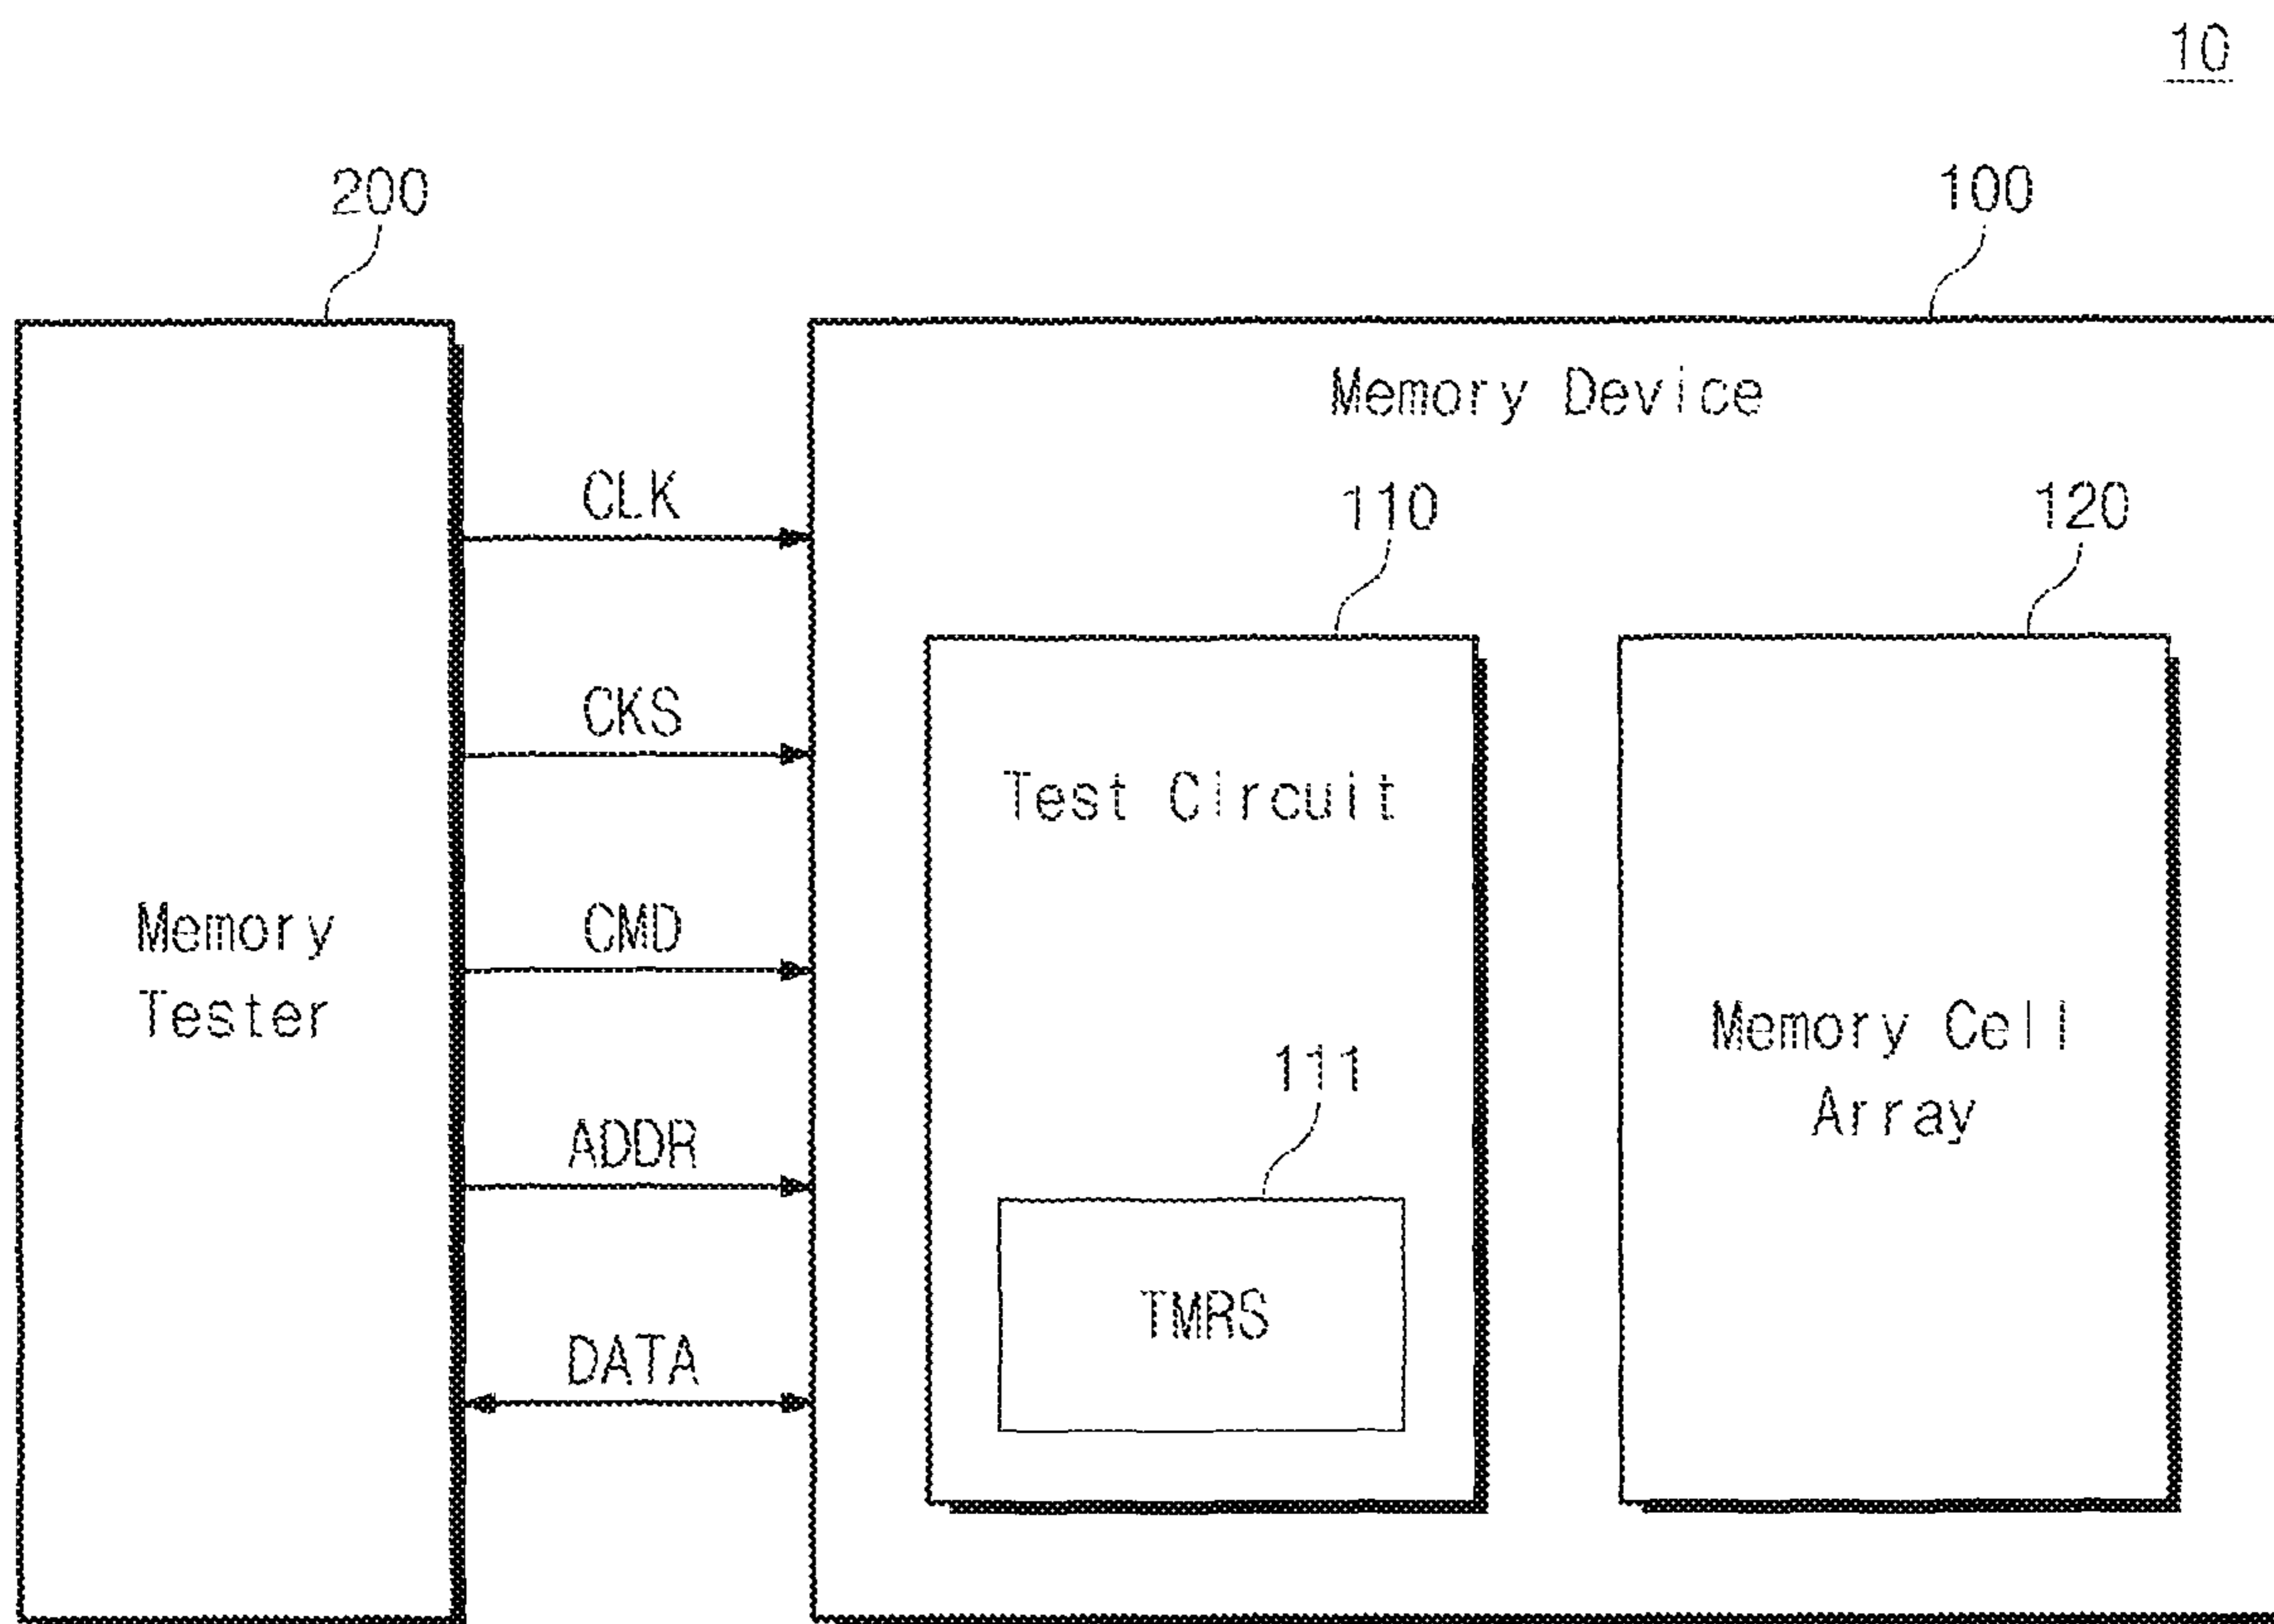 10
200
100
Memory Device
CLK
110
120
CKS
Test Circuit
Memory
Tester
CMD
Memory Cell
Array
111
ADDR
TMRS
DATA